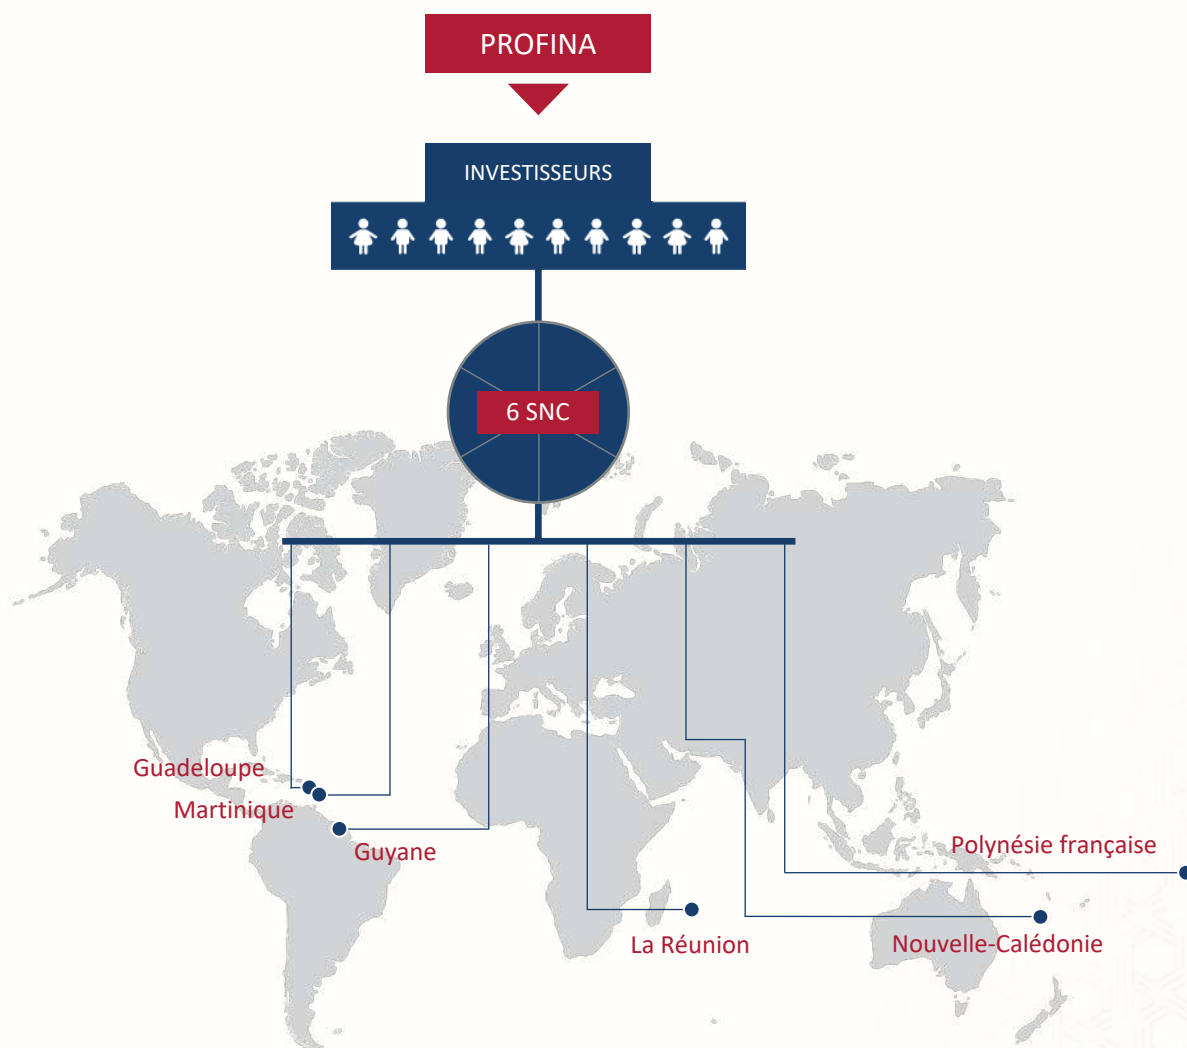 PROFINA
INVESTISSEURS
6 SNC
Guadeloupe
Martinique
Guyane
Polynésie française
La Réunion
Nouvelle-Calédonie